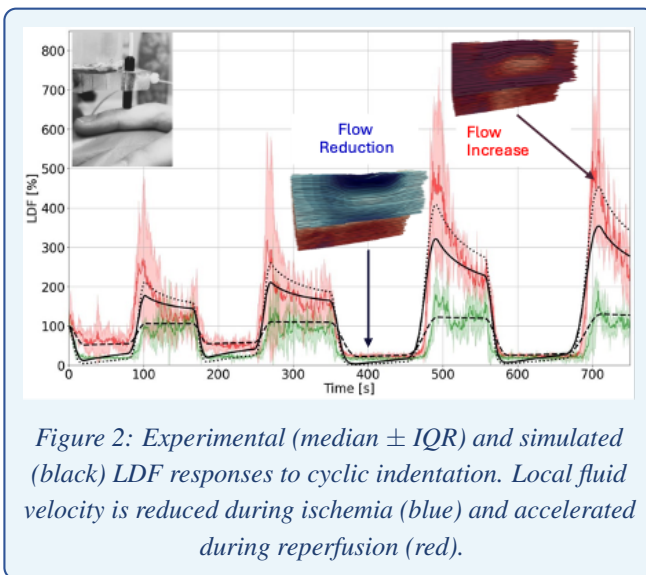 800
700
600
500
400
300
200
100
0
LDF [%]
Flow
Reduction
Flow
Increase
0 100 200 300 400 500 600 700
Time [s]
Figure 2: Experimental (median ± IQR) and simulated
(black) LDF responses to cyclic indentation. Local fluid
velocity is reduced during ischemia (blue) and accelerated
during reperfusion (red).